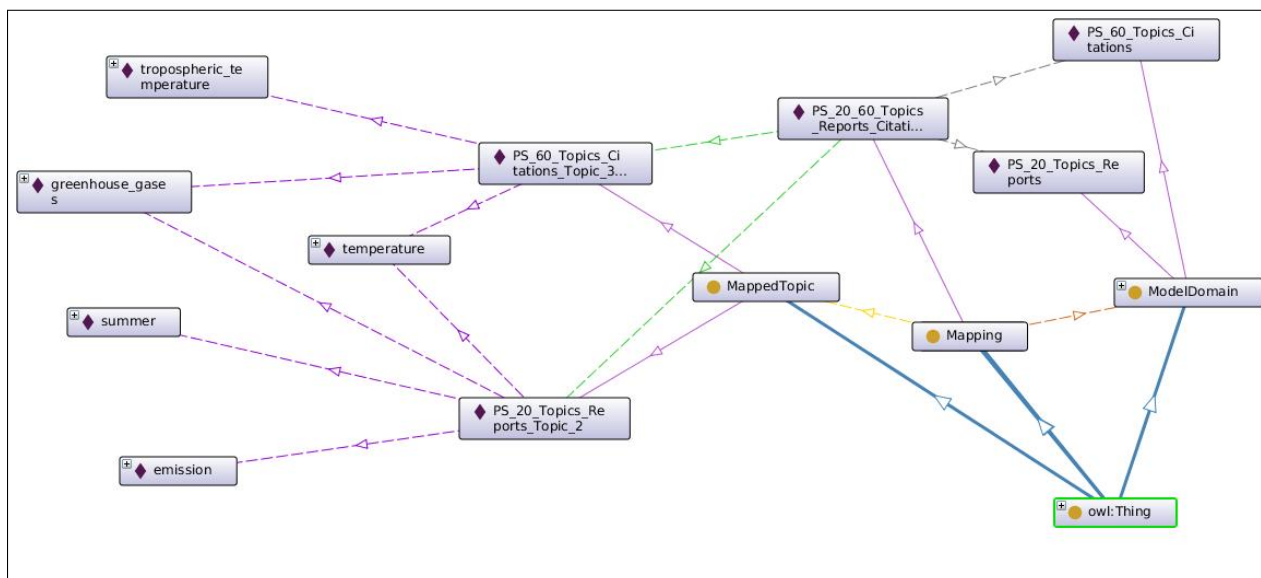 PS_60_Topics_Ci
tations
tropospheric_te
mperature
PS_20_60_Topics
_Reports_Citati...
PS_60_Topics_Ci
tations_Topic_3...
PS_20_Topics_Re
ports
greenhouse_gase
s
temperature
MappedTopic
ModelDomain
summer
Mapping
PS_20_Topics_Re
ports_Topic_2
emission
owl:Thing